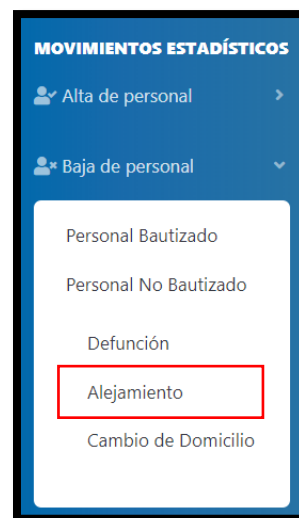 MOVIMIENTOS ESTADÍSTICOS
Alta de personal
Baja de personal
Personal Bautizado
Personal No Bautizado
Defunción
Alejamiento
Cambio de Domicilio